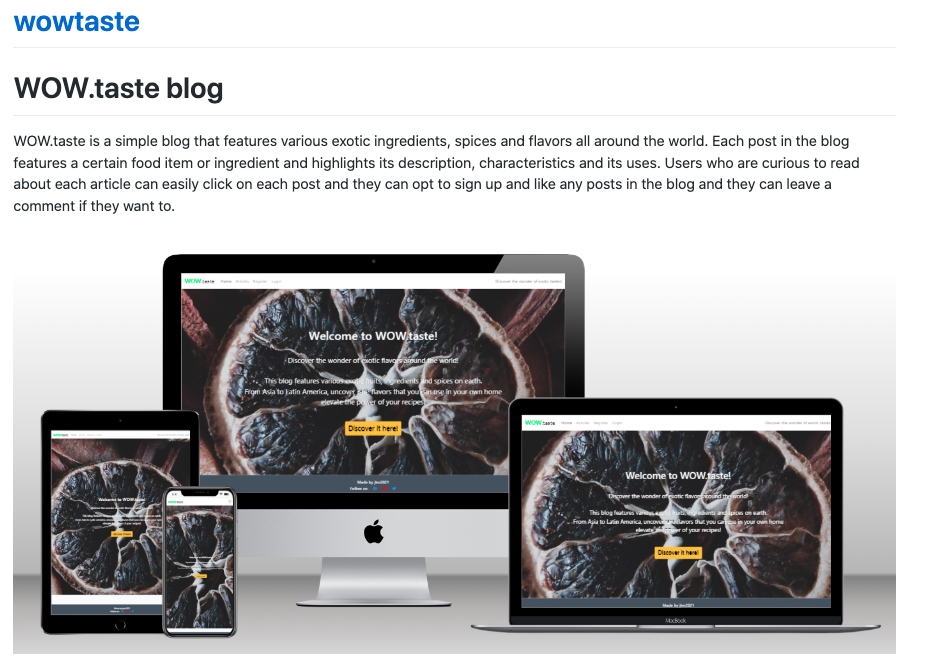 wowtaste
WOW.taste blog
WOW.taste is a simple blog that features various exotic ingredients, spices and flavors all around the world. Each post in the blog
features a certain food item or ingredient and highlights its description, characteristics and its uses. Users who are curious to read
about each article can easily click on each post and they can opt to sign up and like any posts in the blog and they can leave a
comment if they want to.
WOW.taste Home Articles Register Login Discover the wonder of exotic tastes!
Welcome to WOW.taste!
Discover the wonder of exotic flavors around the world!
This blog features various exotic fruits, ingredients and spices on earth.
From Asia to Latin America, uncover the flavors that you can use in your own home
elevate the power of your recipes!
Discover it here!
Made by jimz2021
Follow us:
WOW.taste Home Articles Register Login Discover the wonder of exotic tastes!
Welcome to WOW.taste!
Discover the wonder of exotic flavors around the world!
This blog features various exotic fruits, ingredients and spices on earth.
From Asia to Latin America, uncover the flavors that you can use in your own home
elevate the power of your recipes!
Discover it here!
MacBook
Welcome to WOW.taste!